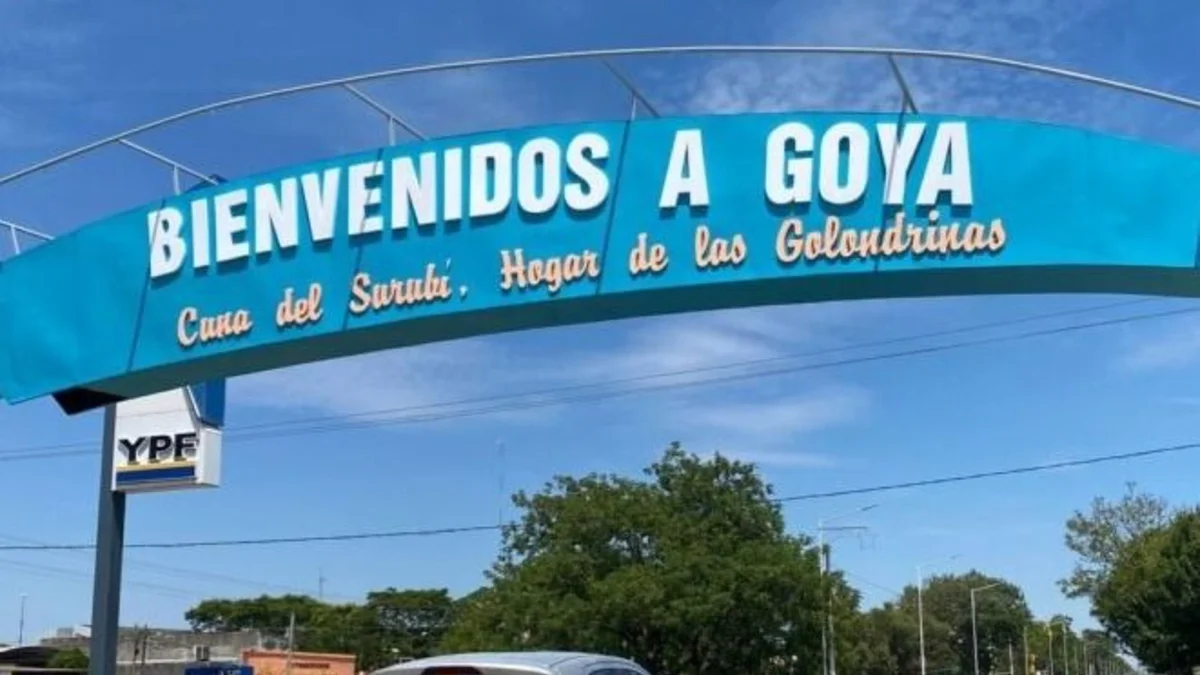 BIENVENIDOS A GOYA
Cuna del Surubí, Hogar de las Golondrinas
YPF